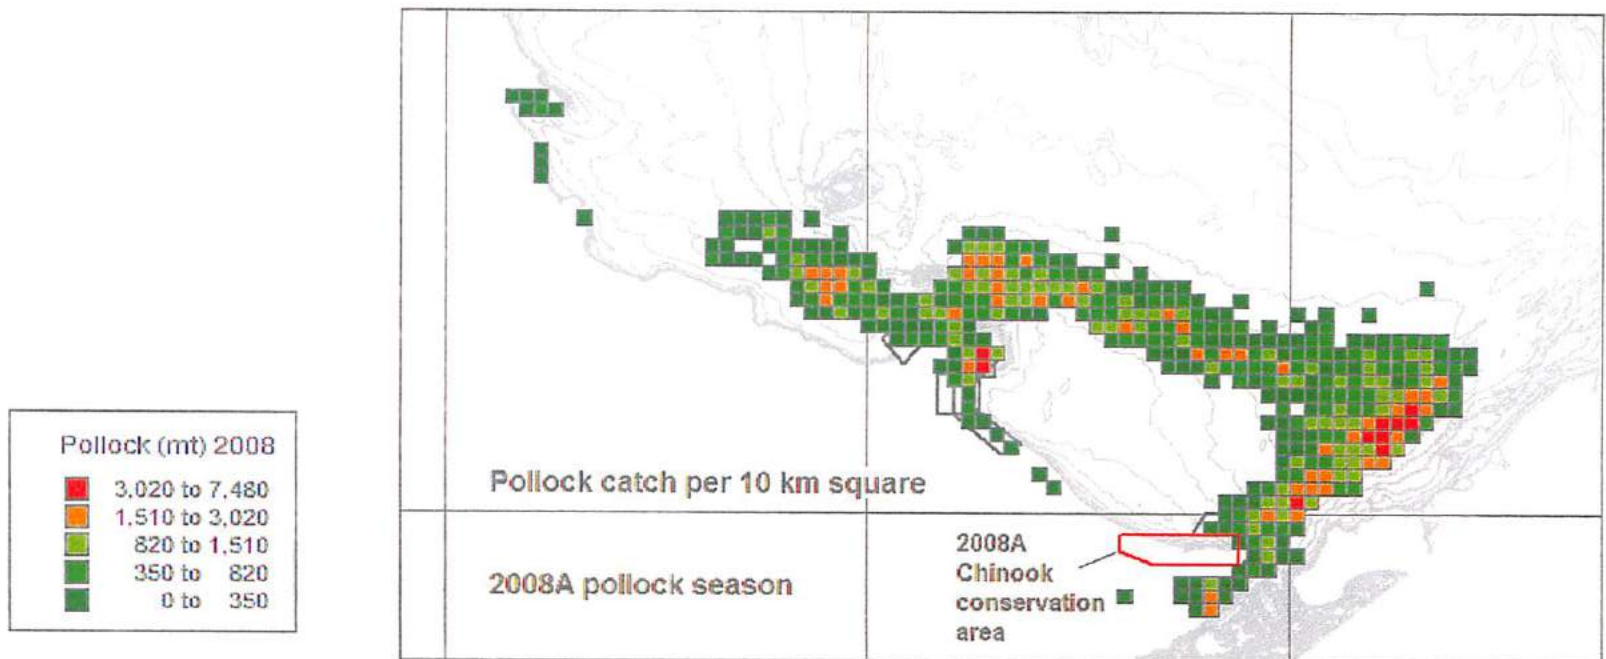 Pollock (mt) 2008
3,020 to 7,480
1,510 to 3,020
820 to 1,510
350 to 820
0 to 350
Pollock catch per 10 km square
2008A pollock season
2008A
Chinook
conservation
area